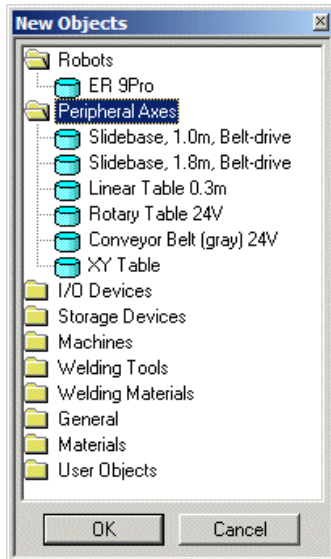 New Objects
Robots
ER 9Pro
Peripheral Axes
Slidebase, 1.0m, Belt-drive
Slidebase, 1.8m, Belt-drive
Linear Table 0.3m
Rotary Table 24V
Conveyor Belt (gray) 24V
XY Table
I/O Devices
Storage Devices
Machines
Welding Tools
Welding Materials
General
Materials
User Objects
OK Cancel